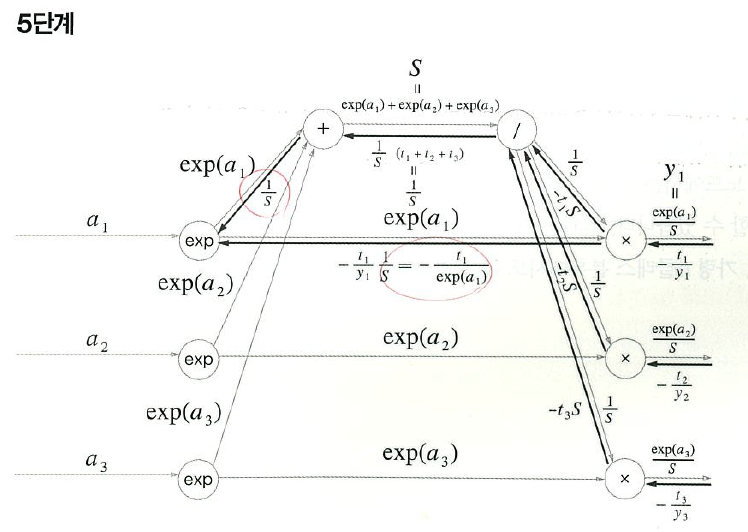 5단계
S
=
exp(a₁)+exp(a₂)+exp(a₃)
+
/
1/S (t₁+t₂+t₃)
=
1/S
exp(a₁)
1/S
1/S
-t₁S
y₁
=
exp(a₁)/S
a₁
exp
exp(a₁)
×
-t₁/y₁
-t₁/y₁ 1/S = -t₁/exp(a₁)
exp(a₂)
-t₂S
1/S
a₂
exp
exp(a₂)
×
exp(a₂)/S
-t₂/y₂
exp(a₃)
-t₃S
1/S
a₃
exp
exp(a₃)
×
exp(a₃)/S
-t₃/y₃